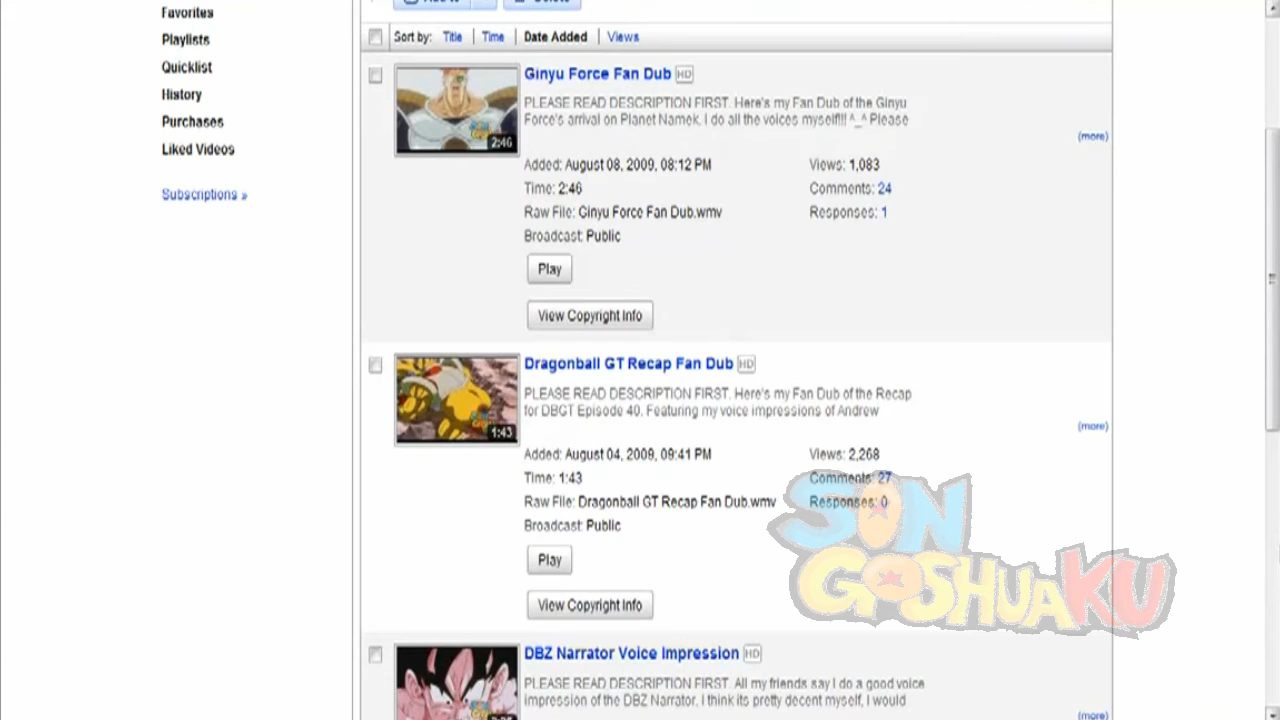 Favorites
Playlists
Quicklist
History
Purchases
Liked Videos
Subscriptions »
Add to
Delete
Sort by: Title | Time | Date Added | Views
Ginyu Force Fan Dub HD
PLEASE READ DESCRIPTION FIRST. Here's my Fan Dub of the Ginyu
Force's arrival on Planet Namek. I do all the voices myself!!! ^_^ Please
(more)
2:46
Added: August 08, 2009, 08:12 PM
Views: 1,083
Time: 2:46
Comments: 24
Raw File: Ginyu Force Fan Dub.wmv
Responses: 1
Broadcast: Public
Play
View Copyright Info
Dragonball GT Recap Fan Dub HD
PLEASE READ DESCRIPTION FIRST. Here's my Fan Dub of the Recap
for DBGT Episode 40. Featuring my voice impressions of Andrew
(more)
1:43
Added: August 04, 2009, 09:41 PM
Views: 2,268
Time: 1:43
Comments: 27
Raw File: Dragonball GT Recap Fan Dub.wmv
Responses: 0
Broadcast: Public
Play
View Copyright Info
SON
GOSHUAKU
DBZ Narrator Voice Impression HD
PLEASE READ DESCRIPTION FIRST. All my friends say I do a good voice
impression of the DBZ Narrator. I think its pretty decent myself, I would
(more)